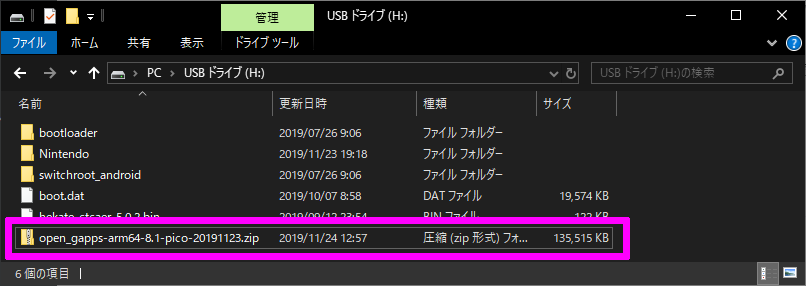 管理
USB ドライブ (H:)
ファイル
ホーム
共有
表示
ドライブ ツール
PC
USB ドライブ (H:)
USB ドライブ (H:)の検索
名前
更新日時
種類
サイズ
bootloader 2019/07/26 9:06 ファイル フォルダー
Nintendo 2019/11/23 19:18 ファイル フォルダー
switchroot_android 2019/07/26 9:06 ファイル フォルダー
boot.dat 2019/10/07 8:58 DAT ファイル 19,574 KB
hekate_ctcaer_5.0.2.bin 2019/09/12 23:54 BIN ファイル 122 KB
open_gapps-arm64-8.1-pico-20191123.zip 2019/11/24 12:57 圧縮 (zip 形式) フォ... 135,515 KB
6 個の項目